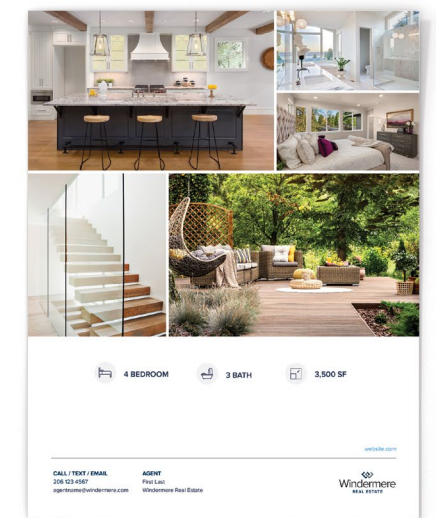 4 BEDROOM
3 BATH
3,500 SF
website.com
CALL / TEXT / EMAIL
206 123 4567
agentname@windermere.com
AGENT
First Last
Windermere Real Estate
Windermere
REAL ESTATE